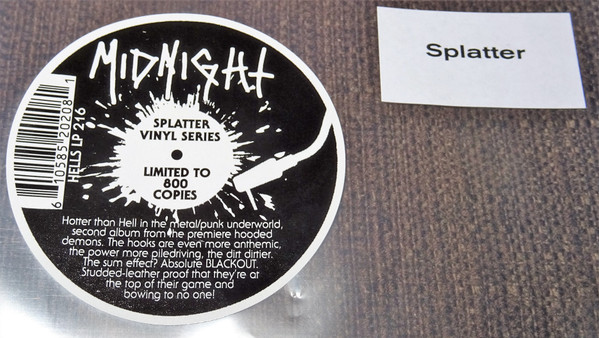 MIDNIGHT
SPLATTER
VINYL SERIES
LIMITED TO
800
COPIES
6 10585 20208 1
HELLS LP 216
Hotter than Hell in the metal/punk underworld,
second album from the premiere hooded
demons. The hooks are even more anthemic,
the power more piledriving, the dirt dirtier.
The sum effect? Absolute BLACKOUT.
Studded-leather proof that they're at
the top of their game and
bowing to no one!
Splatter